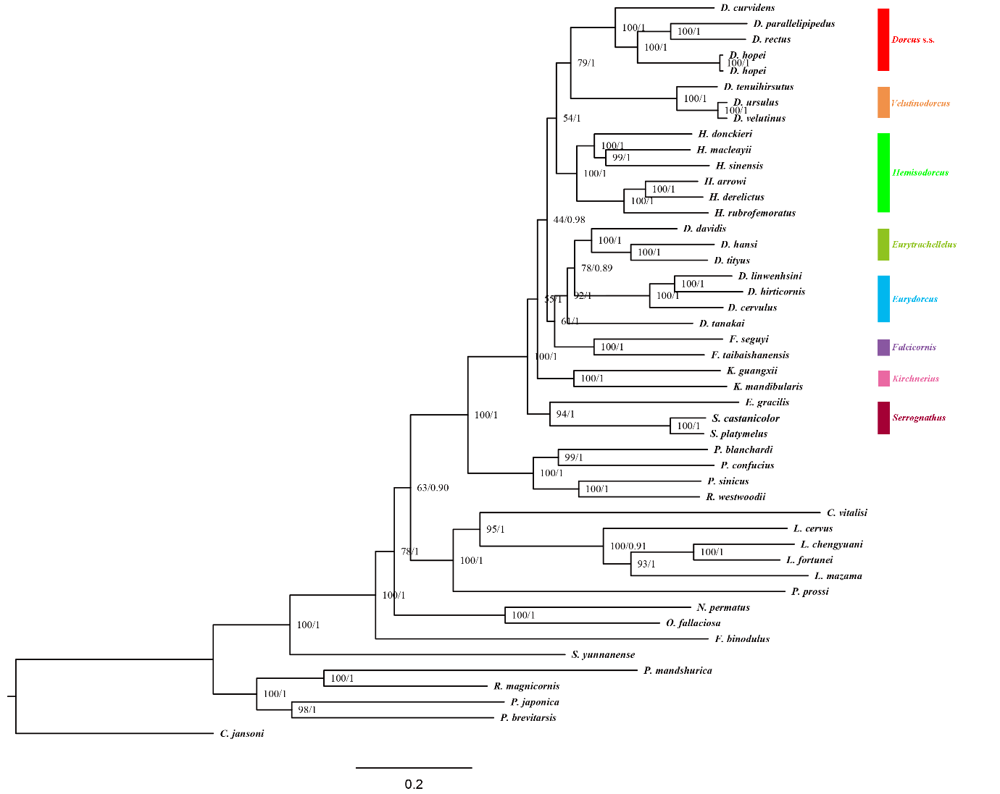 D. curvidens
100/1
D. parallelipipedus
100/1
D. rectus
Dorcus s.s.
100/1
D. hopei
79/1
100/1
D. hopei
D. tenuihirsutus
100/1
D. ursulus
Velutinodorcus
100/1
54/1
D. velutinus
H. donckieri
100/1
H. macleayii
99/1
H. sinensis
100/1
Hemisodorcus
H. arrowi
100/1
H. derelictus
100/1
H. rubrofemoratus
44/0.98
D. davidis
100/1
D. hansi
Eurytrachellelus
100/1
D. tityus
78/0.89
D. linwenhsini
100/1
D. hirticornis
92/1
100/1
55/1
Eurydorcus
D. cervulus
61/1
D. tanakai
F. seguyi
100/1
Falcicornis
F. taibaishanensis
100/1
K. guangxii
100/1
Kirchnerius
K. mandibularis
E. gracilis
100/1
94/1
S. castanicolor
Serrognathus
100/1
S. platymelus
P. blanchardi
99/1
P. confucius
100/1
P. sinicus
63/0.90
100/1
R. westwoodii
C. vitalisi
95/1
L. cervus
100/0.91
L. chengyuani
78/1
100/1
L. fortunei
100/1
93/1
L. mazama
P. prossi
100/1
N. permatus
100/1
O. fallaciosa
100/1
F. binodulus
S. yunnanense
P. mandshurica
100/1
R. magnicornis
100/1
P. japonica
98/1
P. brevitarsis
C. jansoni
0.2